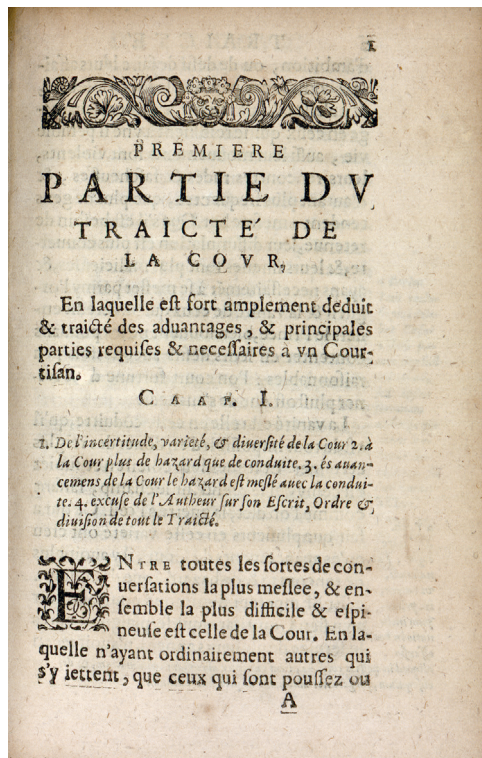 1
PREMIERE
PARTIE DV
TRAICTÉ DE
LA COVR,
En laquelle est fort amplement deduit
& traicté des aduantages, & principales
parties requises & necessaires a vn Cour-
tisan.
CAAP. I.
1. De l'incertitude, varieté, & diuersité de la Cour 2. à
la Cour plus de hazard que de conduite. 3. és auan-
cemens de la Cour le hazard est meslé auec la condui-
te. 4. excuse de l'Autheur sur son Escrit, Ordre &
diuision de tout le Traicté.
ENTRE toutes les sortes de con-
uersations la plus meslee, & en-
semble la plus difficile & espi-
neuse est celle de la Cour. En la-
quelle n'ayant ordinairement autres qui
s'y iettent, que ceux qui sont poussez ou
A